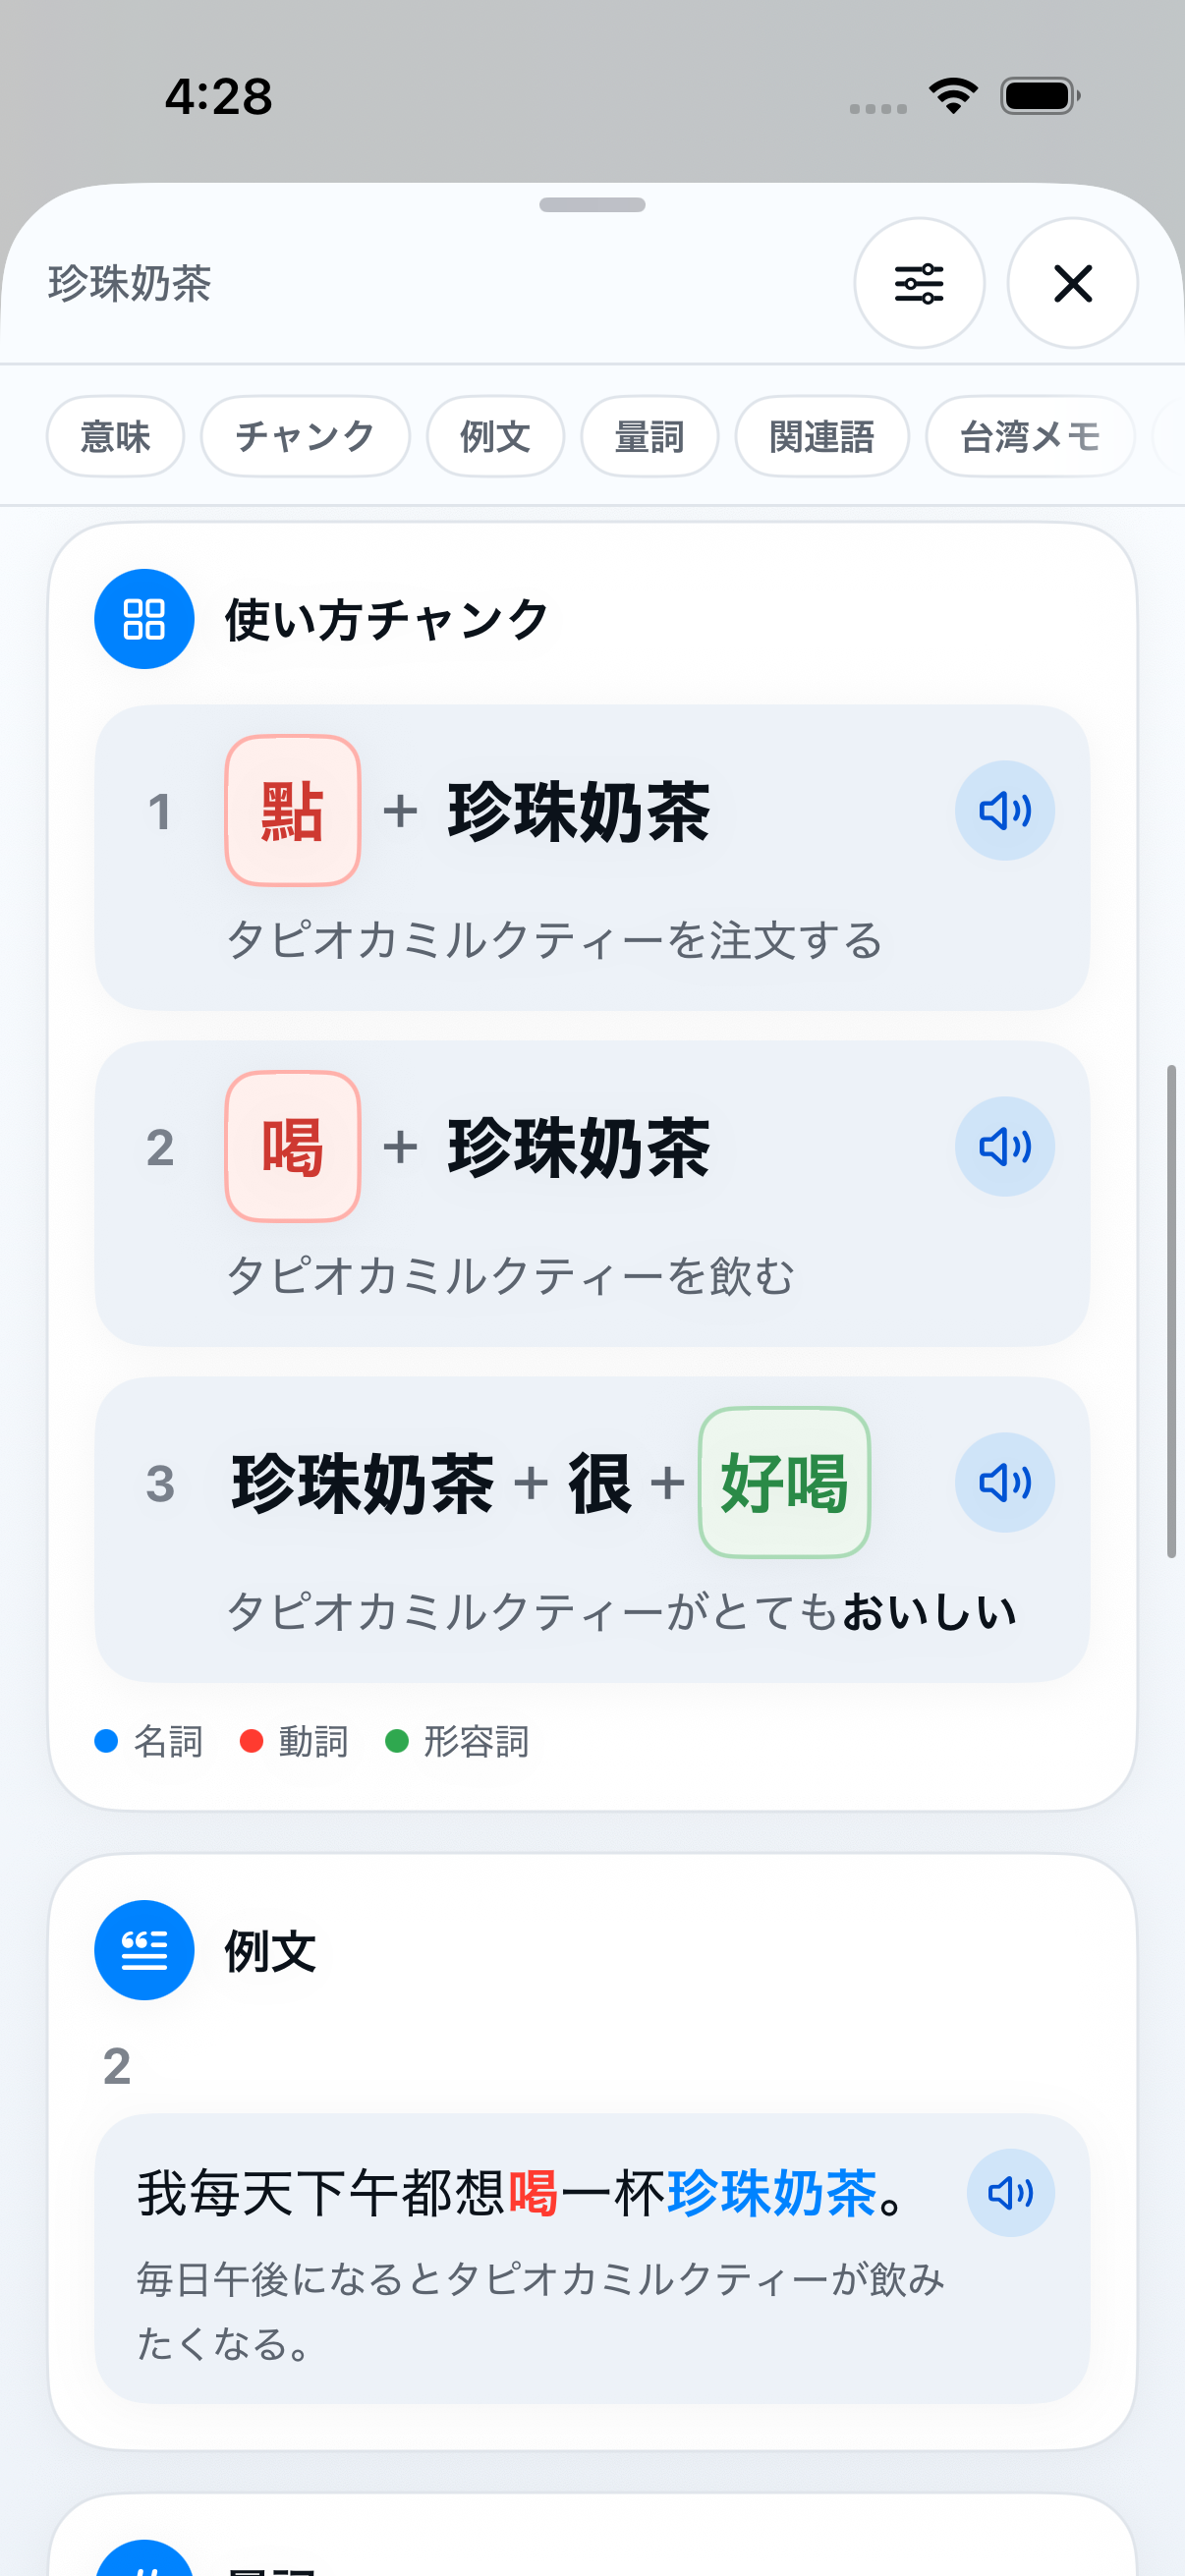 4:28
珍珠奶茶
意味 チャンク 例文 量詞 関連語 台湾メモ
使い方チャンク
1 點 + 珍珠奶茶
タピオカミルクティーを注文する
2 喝 + 珍珠奶茶
タピオカミルクティーを飲む
3 珍珠奶茶 + 很 + 好喝
タピオカミルクティーがとてもおいしい
名詞 動詞 形容詞
例文
2
我每天下午都想喝一杯珍珠奶茶。
毎日午後になるとタピオカミルクティーが飲み
たくなる。